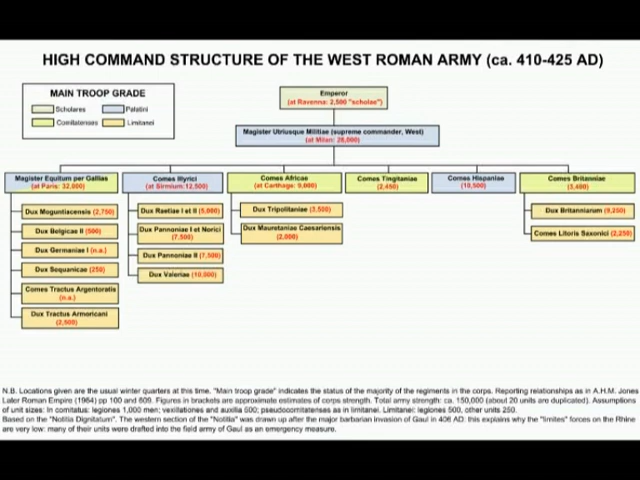 HIGH COMMAND STRUCTURE OF THE WEST ROMAN ARMY (ca. 410-425 AD)
MAIN TROOP GRADE
Scholares
Palatini
Comitatenses
Limitanei
Emperor
(at Ravenna: 2,500 "scholae")
Magister Utriusque Militiae (supreme commander, West)
(at Milan: 28,000)
Magister Equitum per Gallias
(at Paris: 32,000)
Comes Illyrici
(at Sirmium: 12,500)
Comes Africae
(at Carthage: 9,000)
Comes Tingitaniae
(2,450)
Comes Hispaniae
(10,500)
Comes Britanniae
(3,400)
Dux Moguntiacensis (2,750)
Dux Belgicae II (500)
Dux Germaniae I (n.a.)
Dux Sequanicae (250)
Comes Tractus Argentoratis
(n.a.)
Dux Tractus Armoricani
(2,500)
Dux Raetiae I et II (5,000)
Dux Pannoniae I et Norici
(7,500)
Dux Pannoniae II (7,500)
Dux Valeriae (10,000)
Dux Tripolitaniae (3,500)
Dux Mauretaniae Caesariensis
(2,000)
Dux Britanniarum (9,250)
Comes Litoris Saxonici (2,250)
N.B. Locations given are the usual winter quarters at this time. "Main troop grade" indicates the status of the majority of the regiments in the corps. Reporting relationships as in A.H.M. Jones
Later Roman Empire (1964) pp 100 and 609. Figures in brackets are approximate estimates of corps strength. Total army strength: ca. 150,000 (about 20 units are duplicated). Assumptions
of unit sizes: In comitatus: legiones 1,000 men; vexillationes and auxilia 500; pseudocomitatenses as in limitanei. Limitanei: legiones 500, other units 250.
Based on the "Notitia Dignitatum". The western section of the "Notitia" was drawn up after the major barbarian invasion of Gaul in 406 AD: this explains why the "limites" forces on the Rhine
are very low: many of their units were drafted into the field army of Gaul as an emergency measure.